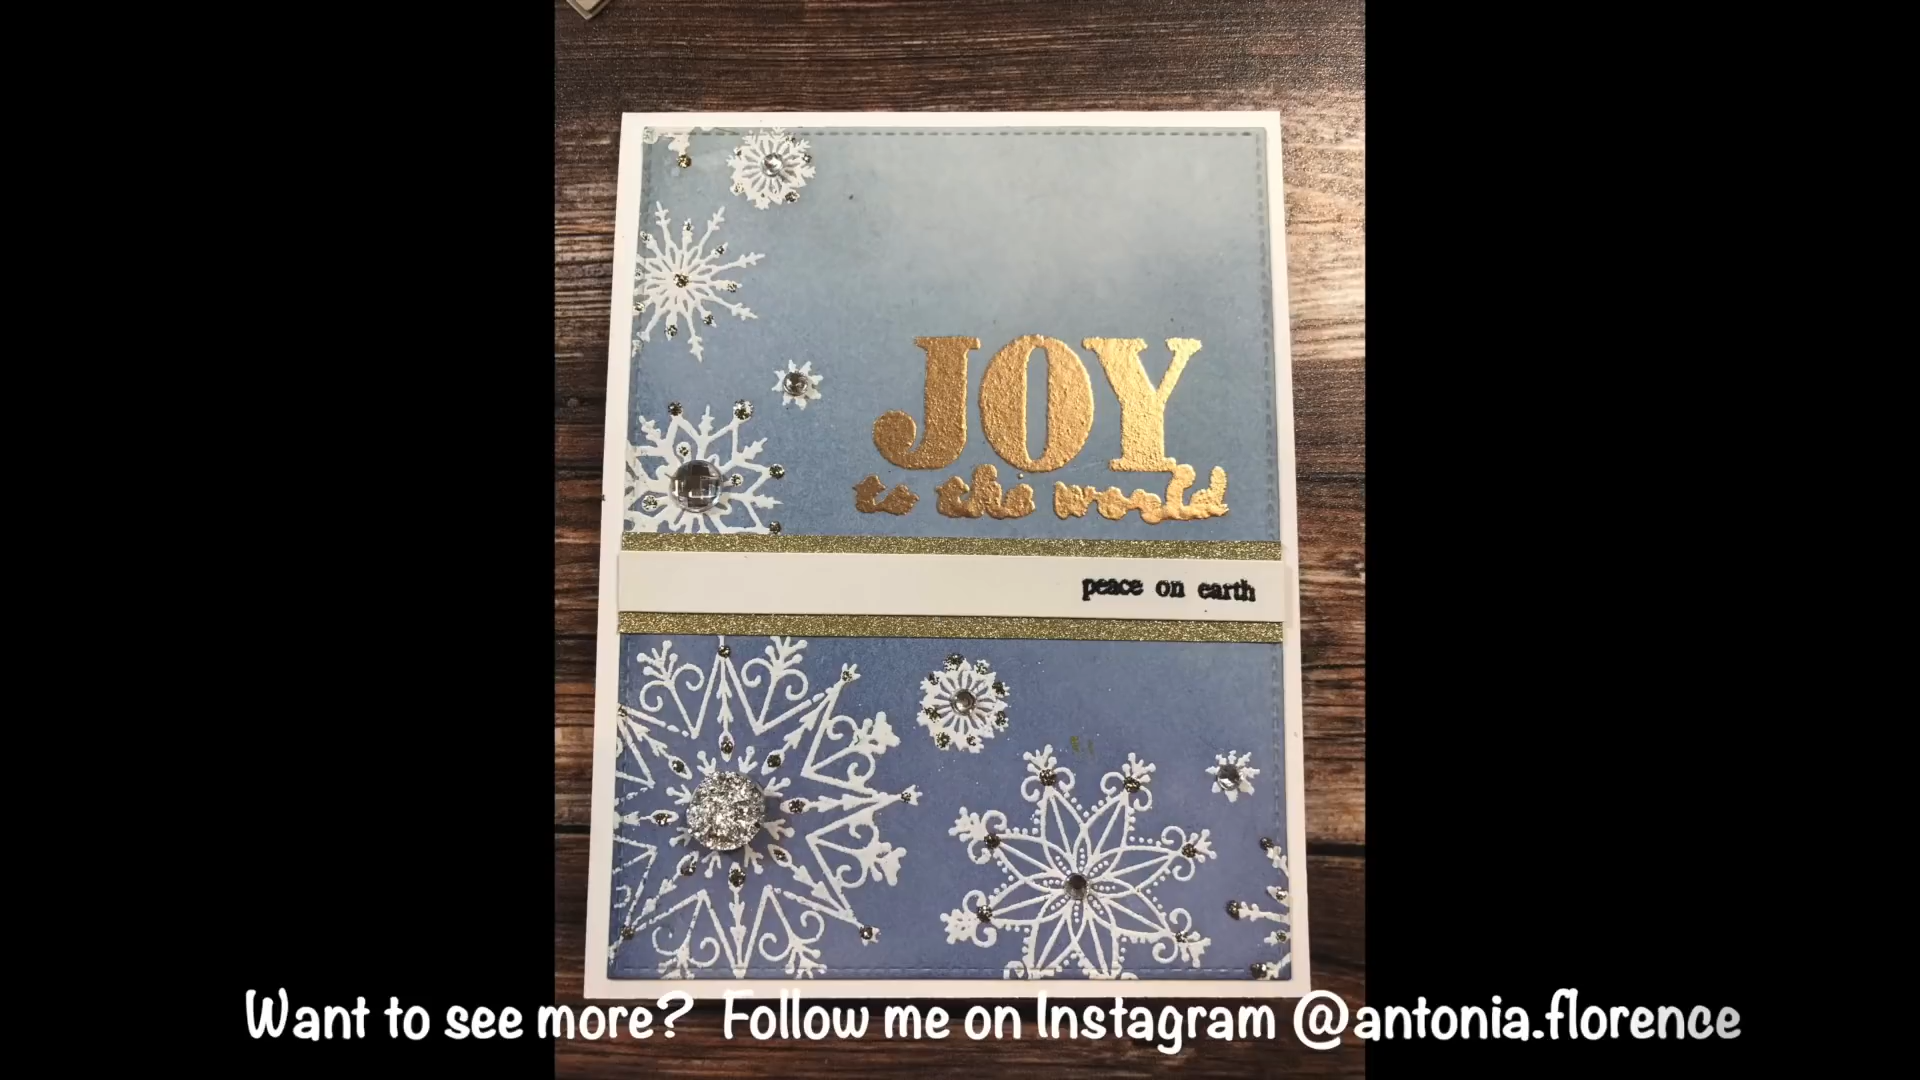 JOY
to the world
peace on earth
Want to see more? Follow me on Instagram @antonia.florence